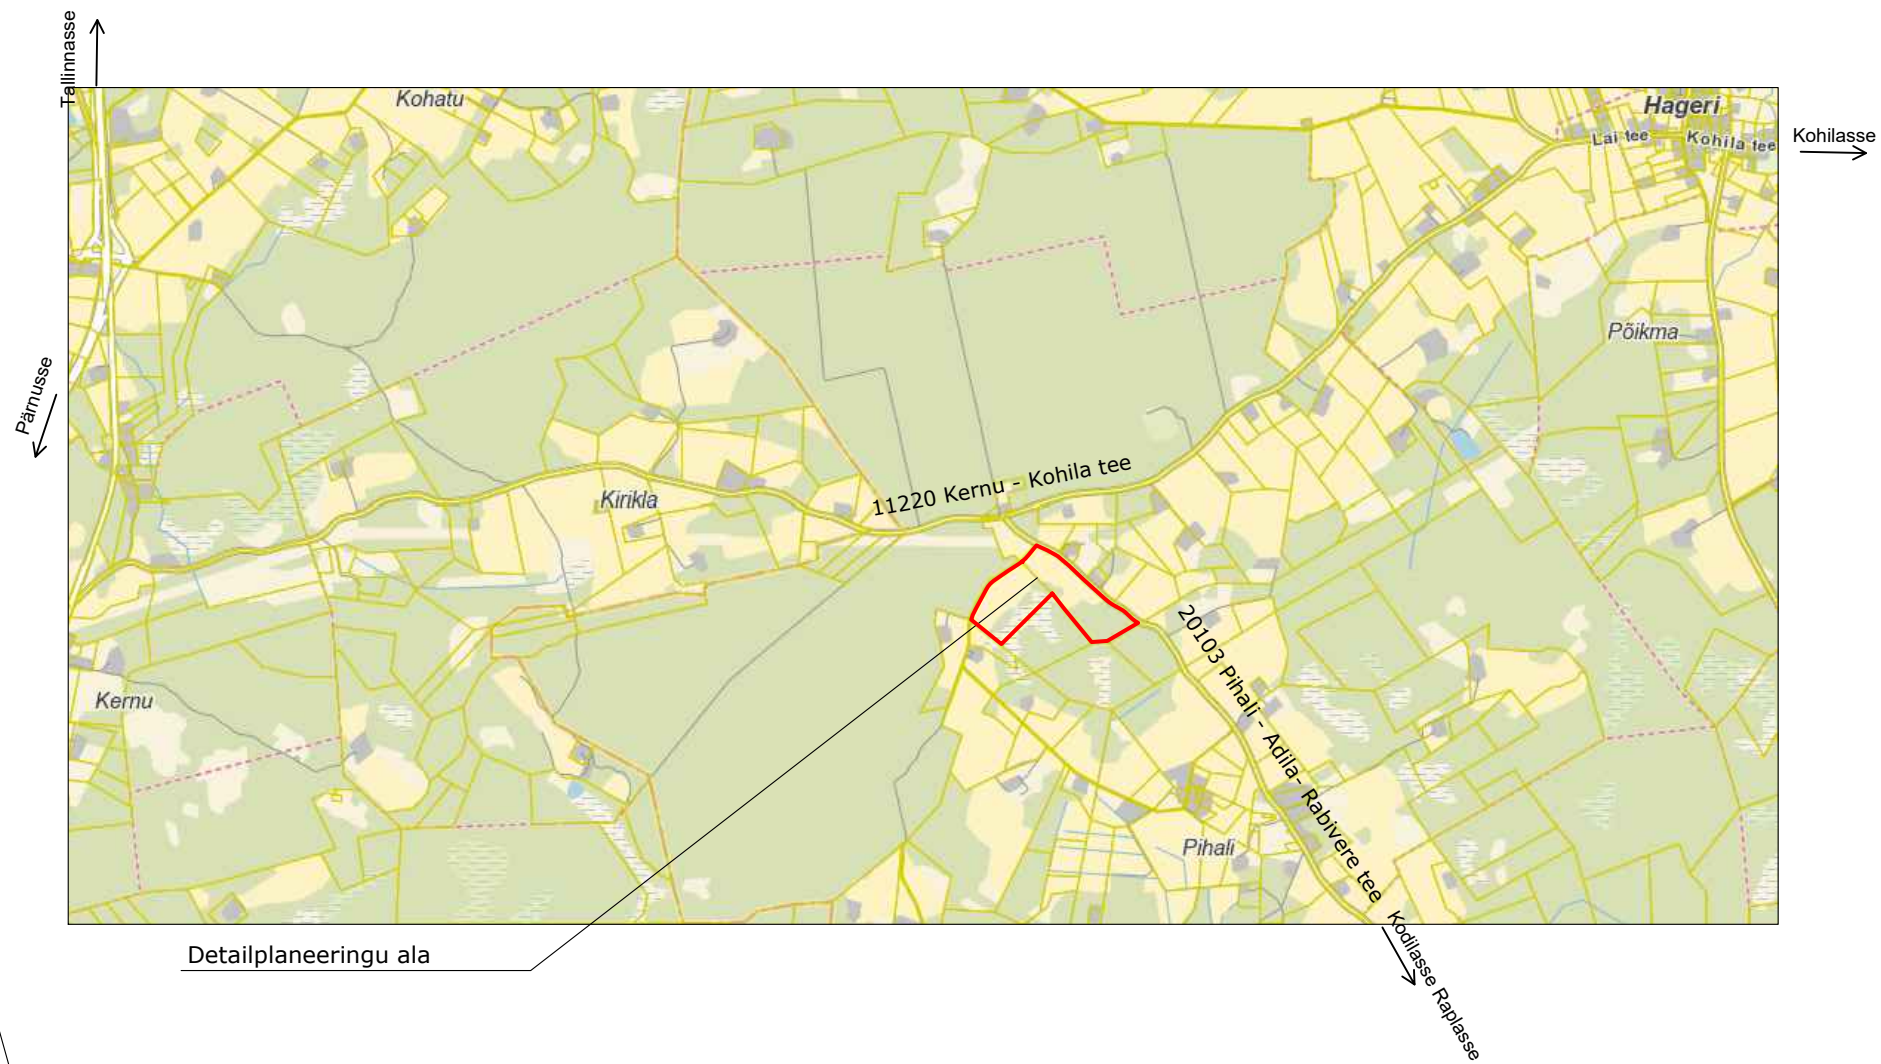 Tallinnasse
Kohatu
Hageri
Lai tee
Kohila tee
Kohilasse
Põikma
Pärnusse
11220 Kernu - Kohila tee
Kirikla
20103 Pihali - Adila- Rabivere tee
Kernu
Pihali
Detailplaneeringu ala
Kodilasse Raplasse